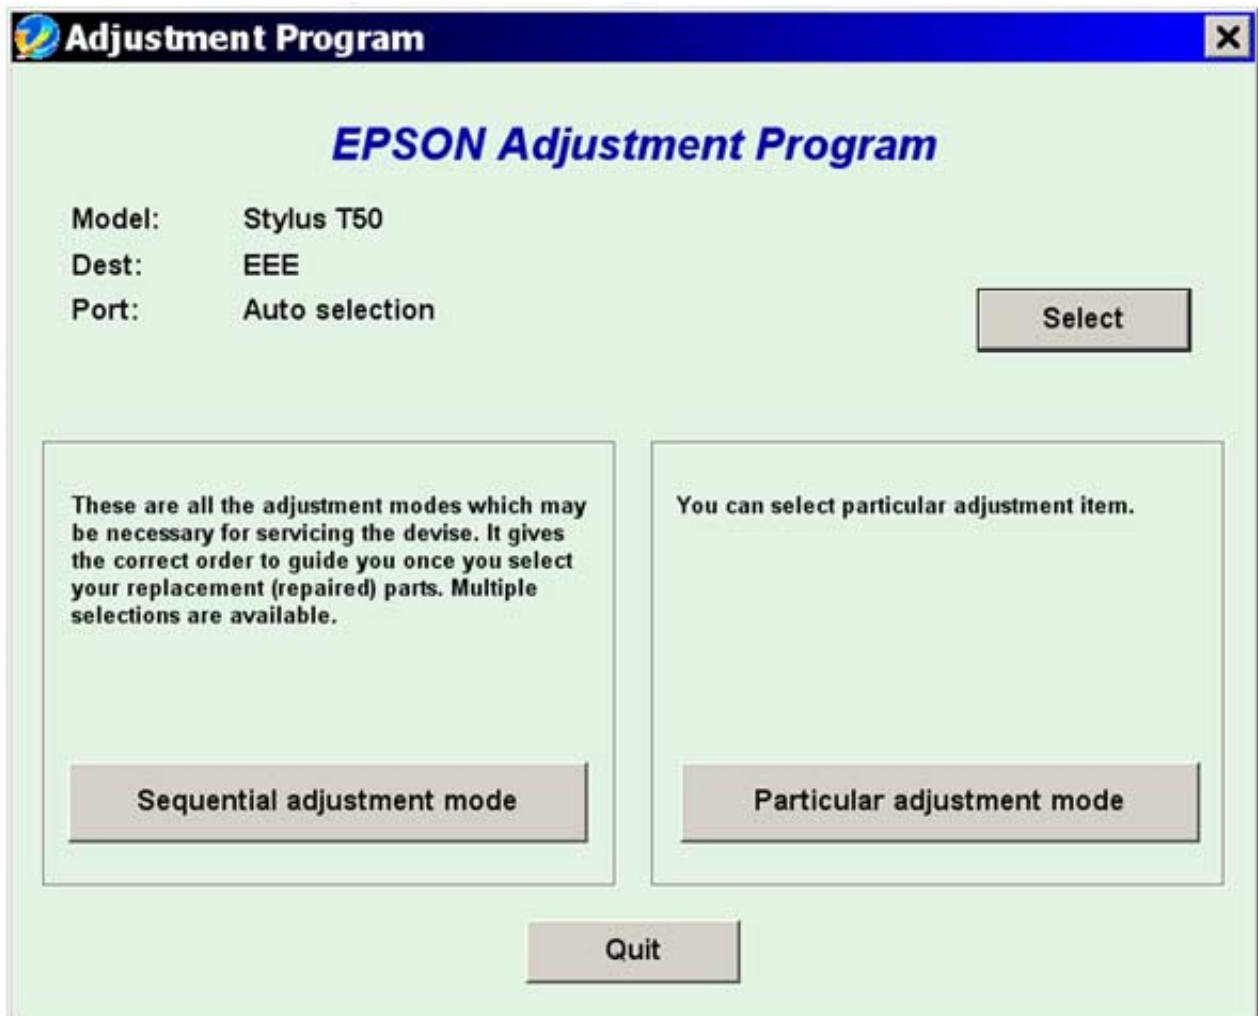 Adjustment Program
EPSON Adjustment Program
Model: Stylus T50
Dest: EEE
Port: Auto selection
Select
These are all the adjustment modes which may
be necessary for servicing the devise. It gives
the correct order to guide you once you select
your replacement (repaired) parts. Multiple
selections are available.
Sequential adjustment mode
You can select particular adjustment item.
Particular adjustment mode
Quit